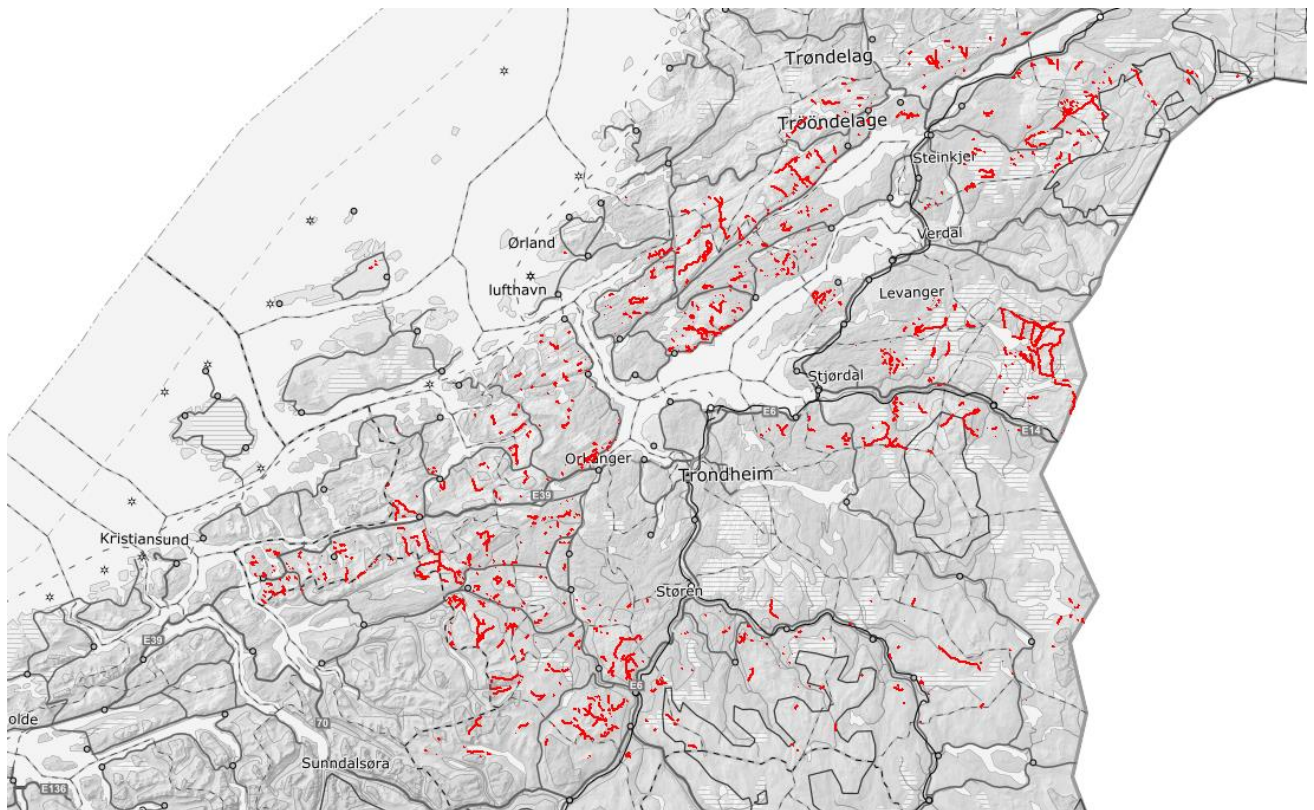 Trøndelag
Trööndelage
Steinkjer
Verdal
Ørland
lufthavn
Levanger
Stjørdal
E6
E14
Orkanger
Trondheim
E39
Kristiansund
Støren
E39
E6
olde
70
Sunndalsøra
E136